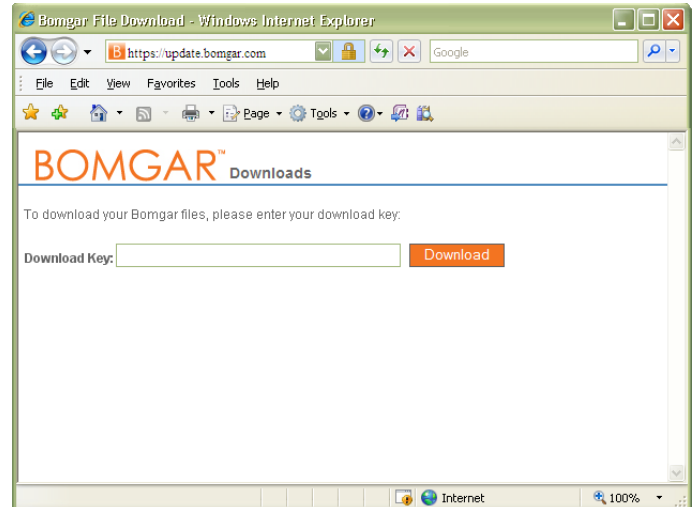 Bomgar File Download - Windows Internet Explorer
B https://update.bomgar.com Google
File Edit View Favorites Tools Help
Page Tools
BOMGAR™ Downloads
To download your Bomgar files, please enter your download key:
Download Key: Download
Internet 100%